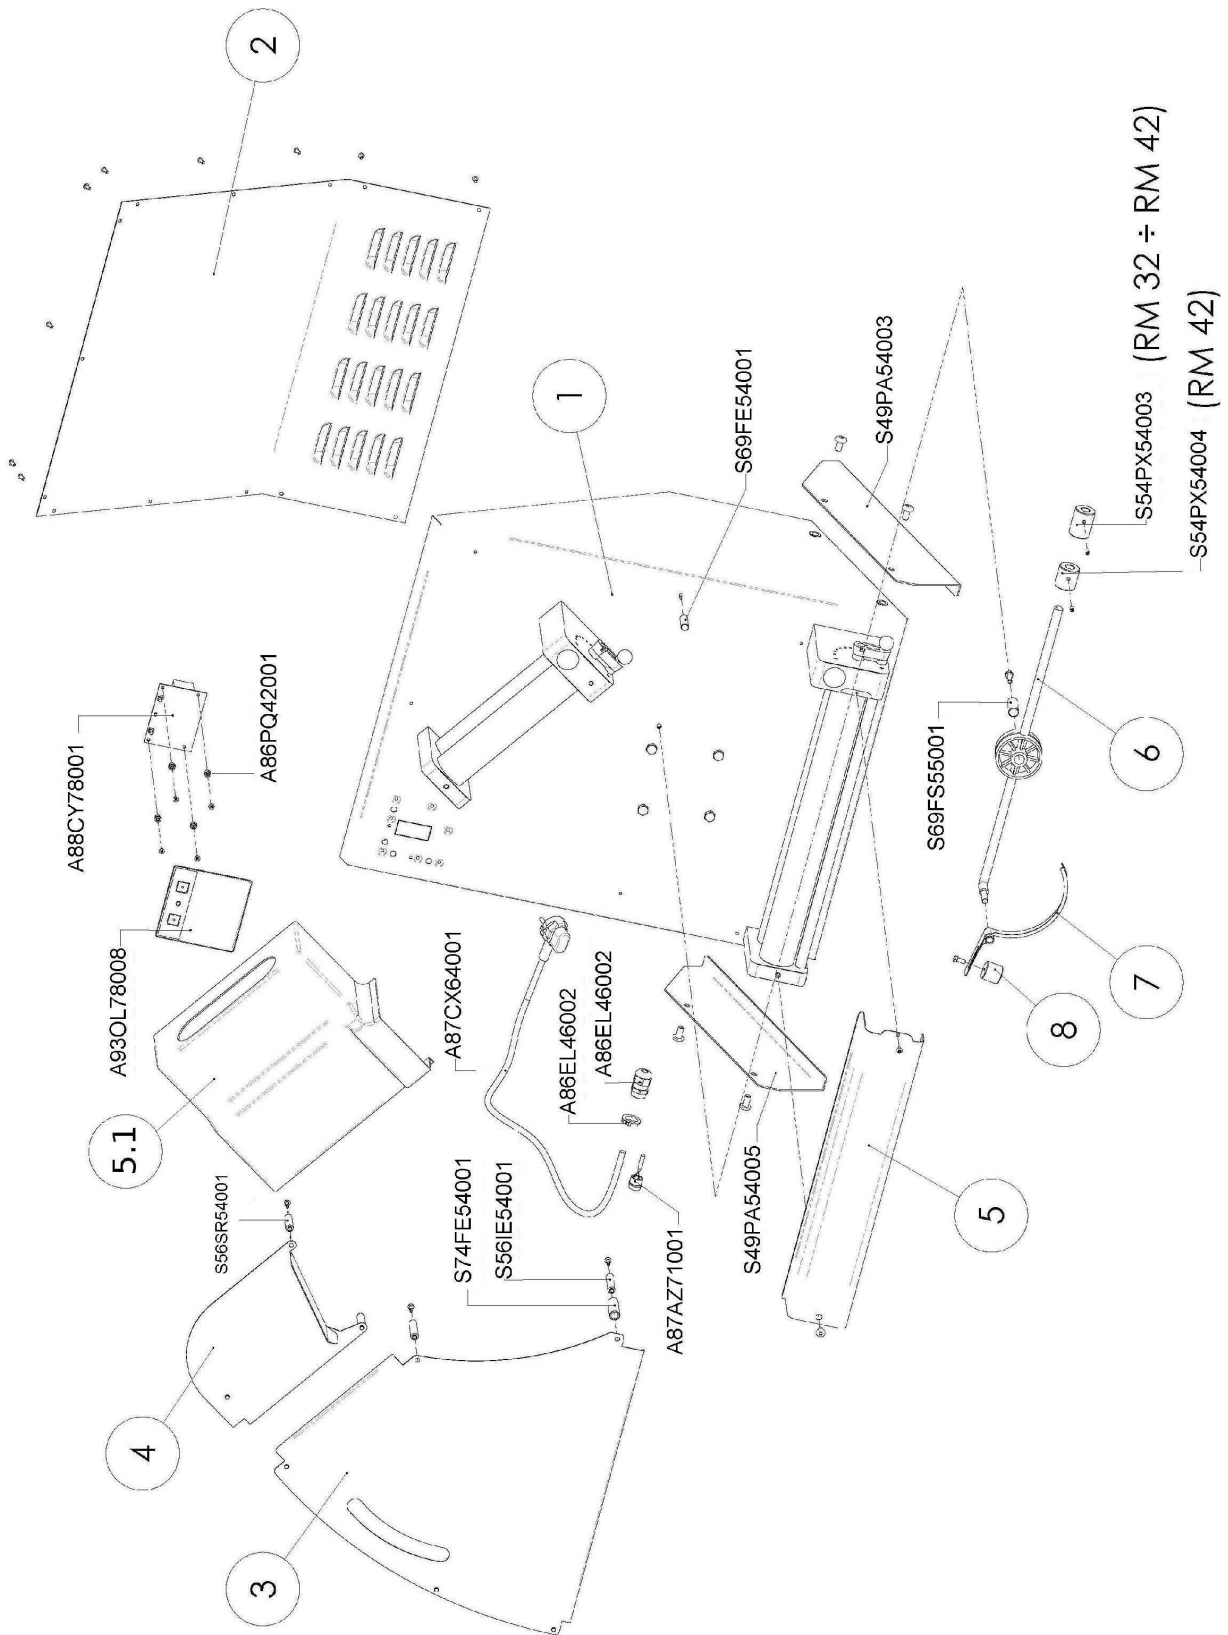 2
1
S69FE54001
S49PA54003
S54PX54003 (RM 32 ÷ RM 42)
S54PX54004 (RM 42)
A88CY78001
A86PQ42001
A93OL78008
5.1
A87CX64001
A86EL46002
A86EL46002
S69FS55001
6
7
8
S56SR54001
S74FE54001
S56IE54001
A87AZ71001
S49PA54005
5
4
3